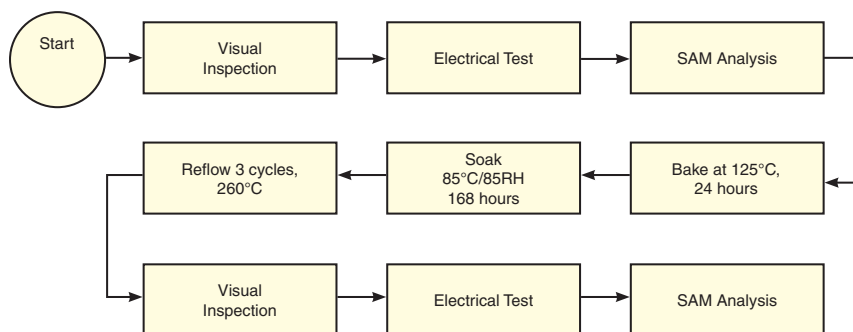 Start
Visual
Inspection
Electrical Test
SAM Analysis
Bake at 125°C,
24 hours
Soak
85°C/85RH
168 hours
Reflow 3 cycles,
260°C
Visual
Inspection
Electrical Test
SAM Analysis